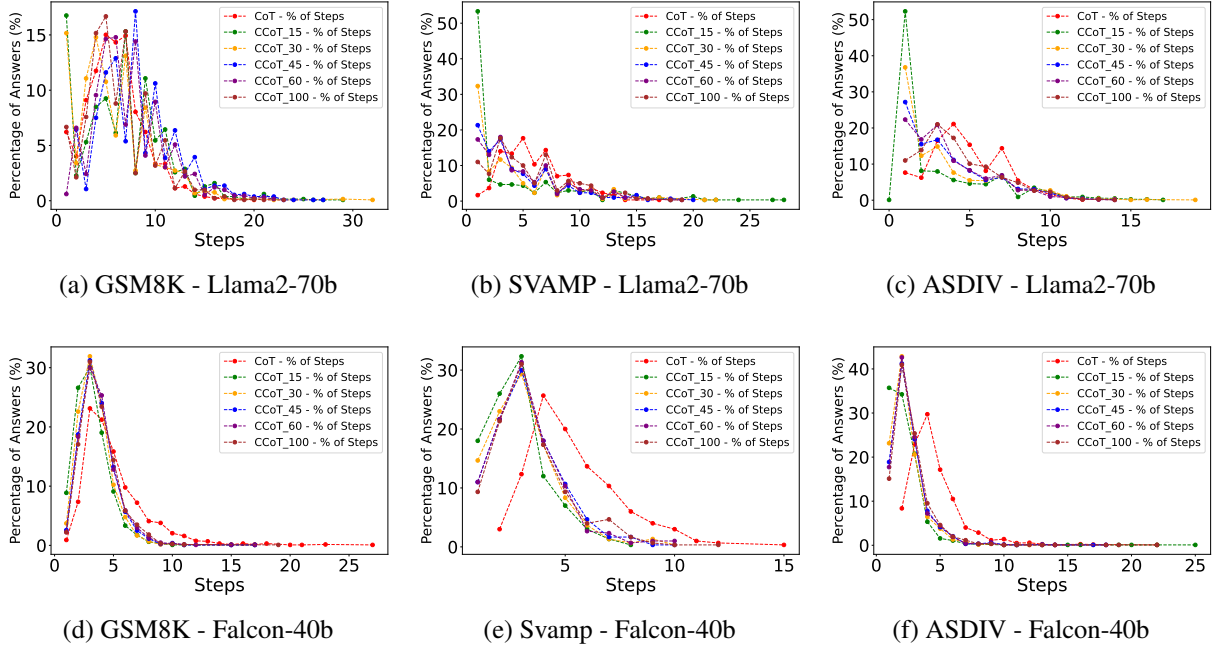 Percentage of Answers (%)
15
10
5
0
0 10 20 30
Steps
CoT - % of Steps
CCoT_15 - % of Steps
CCoT_30 - % of Steps
CCoT_45 - % of Steps
CCoT_60 - % of Steps
CCoT_100 - % of Steps
(a) GSM8K - Llama2-70b
Percentage of Answers (%)
50
40
30
20
10
0
0 5 10 15 20 25
Steps
CoT - % of Steps
CCoT_15 - % of Steps
CCoT_30 - % of Steps
CCoT_45 - % of Steps
CCoT_60 - % of Steps
CCoT_100 - % of Steps
(b) SVAMP - Llama2-70b
Percentage of Answers (%)
50
40
30
20
10
0
0 5 10 15
Steps
CoT - % of Steps
CCoT_15 - % of Steps
CCoT_30 - % of Steps
CCoT_45 - % of Steps
CCoT_60 - % of Steps
CCoT_100 - % of Steps
(c) ASDIV - Llama2-70b
Percentage of Answers (%)
30
20
10
0
0 5 10 15 20 25
Steps
CoT - % of Steps
CCoT_15 - % of Steps
CCoT_30 - % of Steps
CCoT_45 - % of Steps
CCoT_60 - % of Steps
CCoT_100 - % of Steps
(d) GSM8K - Falcon-40b
Percentage of Answers (%)
30
20
10
0
5 10 15
Steps
CoT - % of Steps
CCoT_15 - % of Steps
CCoT_30 - % of Steps
CCoT_45 - % of Steps
CCoT_60 - % of Steps
CCoT_100 - % of Steps
(e) Svamp - Falcon-40b
Percentage of Answers (%)
40
30
20
10
0
0 5 10 15 20 25
Steps
CoT - % of Steps
CCoT_15 - % of Steps
CCoT_30 - % of Steps
CCoT_45 - % of Steps
CCoT_60 - % of Steps
CCoT_100 - % of Steps
(f) ASDIV - Falcon-40b